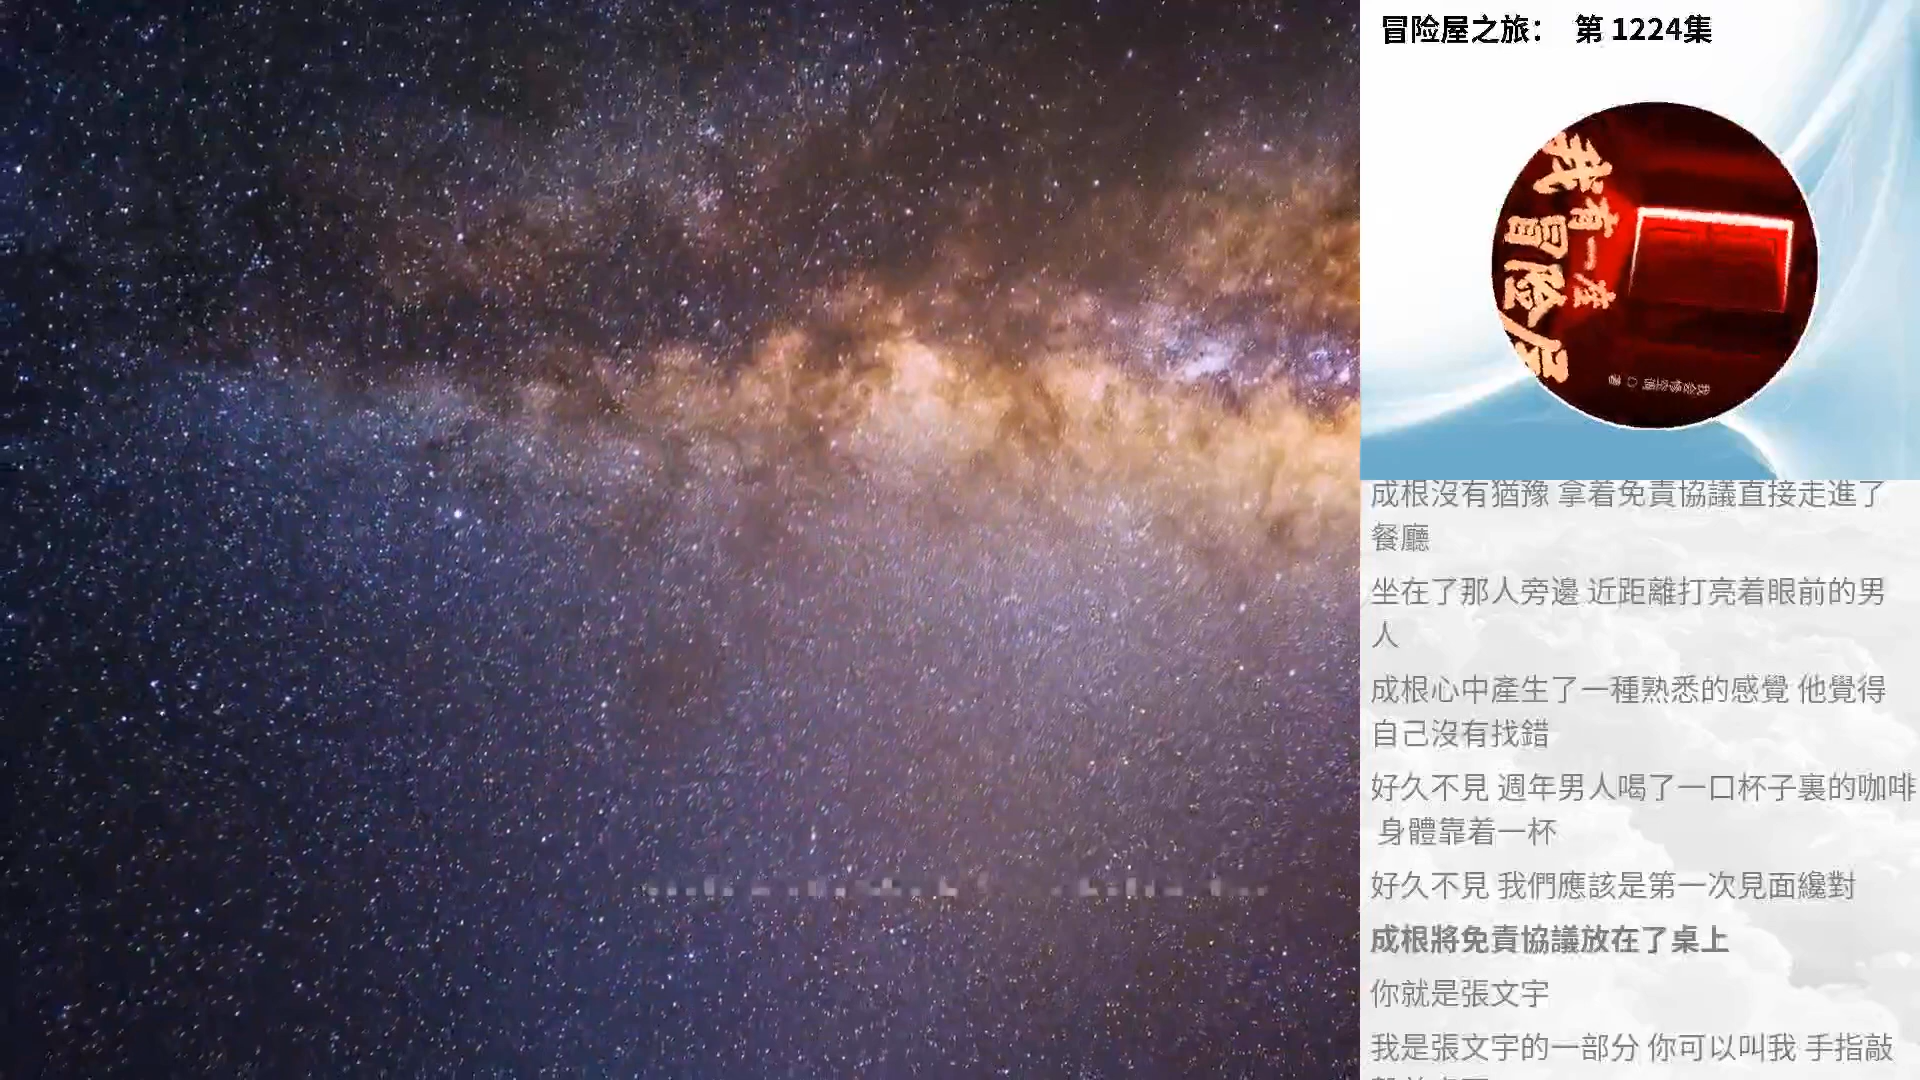 冒险屋之旅： 第 1224集
我
有一座
冒险屋
成根沒有猶豫 拿着免責協議直接走進了
餐廳
坐在了那人旁邊 近距離打亮着眼前的男
人
成根心中產生了一種熟悉的感覺 他覺得
自己沒有找錯
好久不見 週年男人喝了一口杯子裏的咖啡
身體靠着一杯
好久不見 我們應該是第一次見面纔對
成根將免責協議放在了桌上
你就是張文宇
我是張文宇的一部分 你可以叫我 手指敲